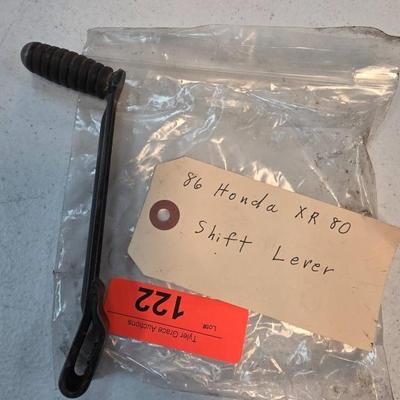 86 Honda XR 80
Shift Lever
Tyler Grace Auctions
Lot#
122